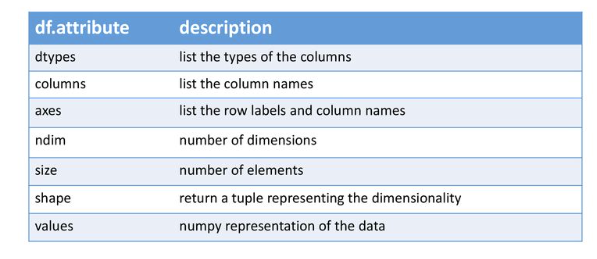 df.attribute description
dtypes list the types of the columns
columns list the column names
axes list the row labels and column names
ndim number of dimensions
size number of elements
shape return a tuple representing the dimensionality
values numpy representation of the data